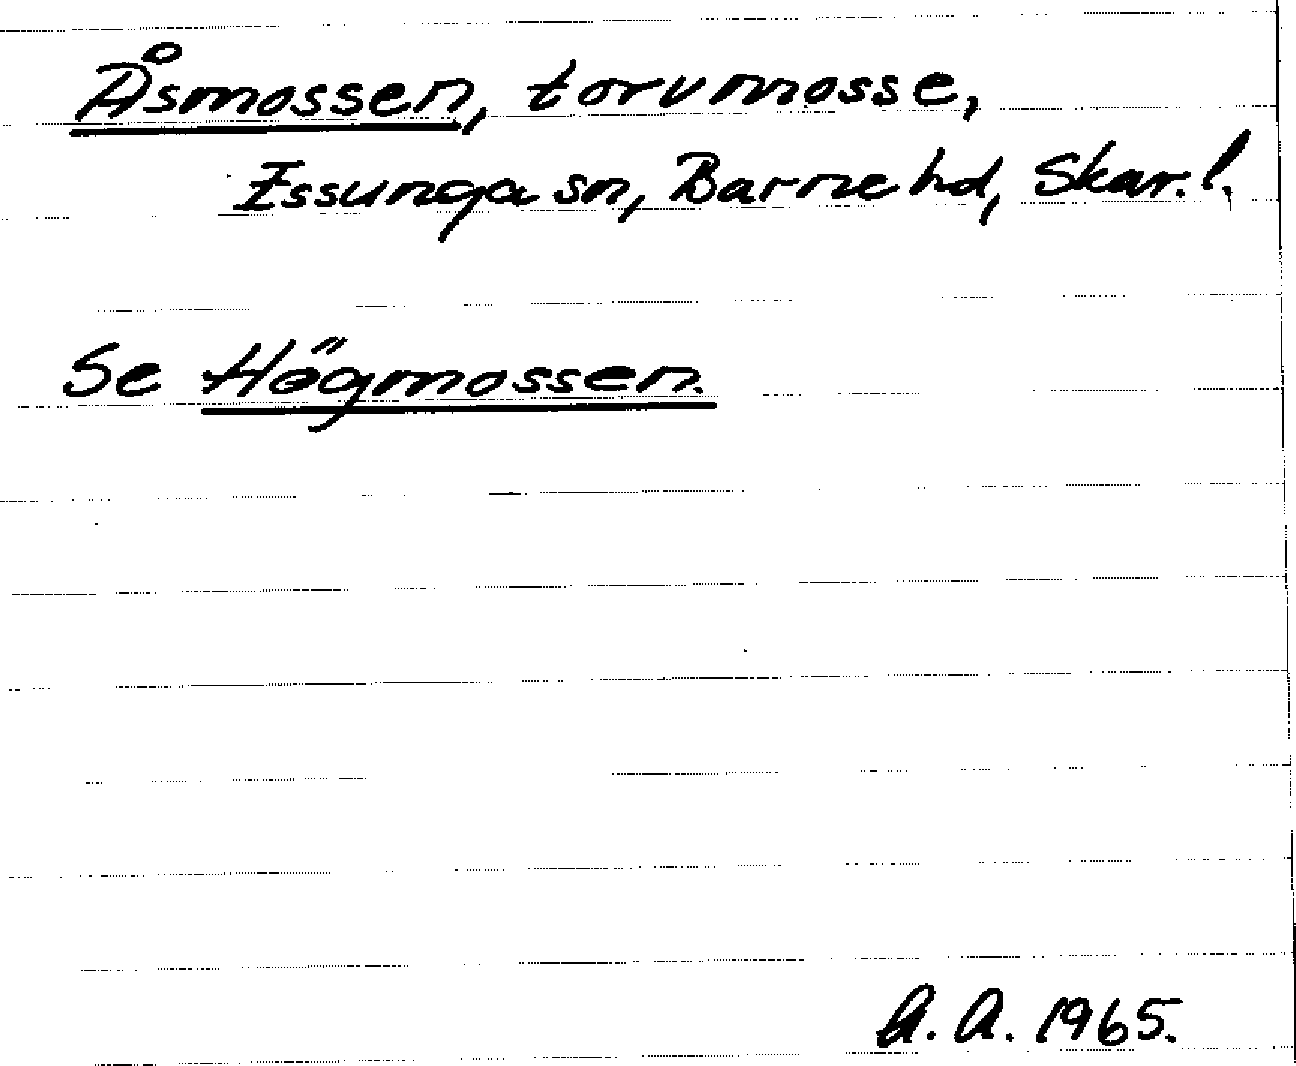 Åsmossen, torvmosse,
Essunga sn, Barne hd, Skar. l.
Se Högmossen.
A. A. 1965.